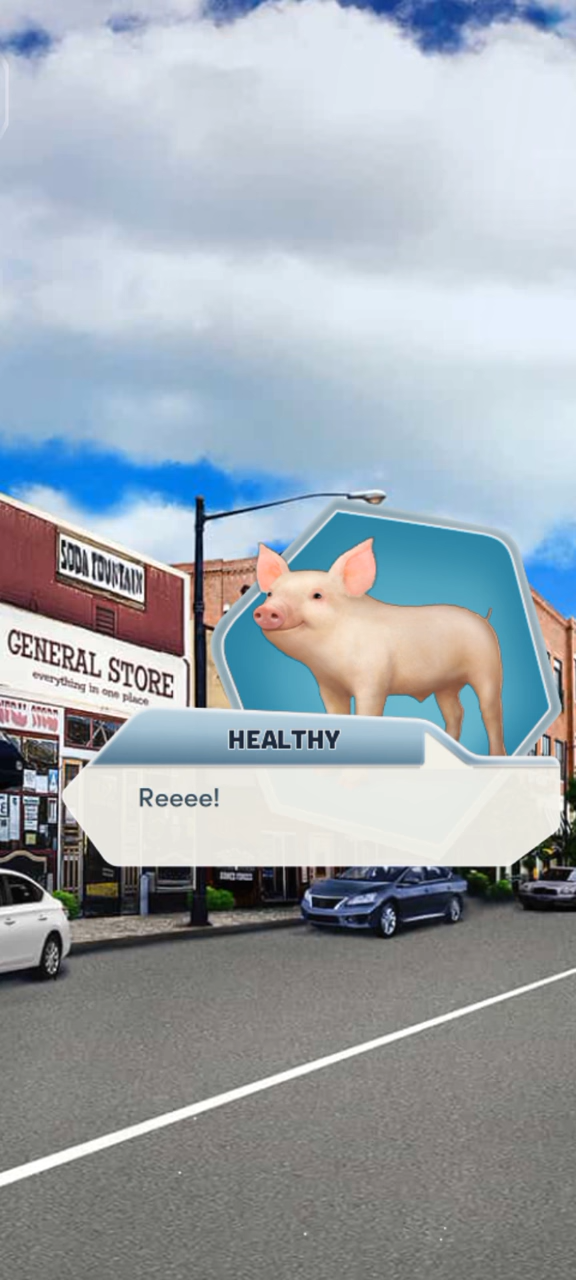 SODA FOUNTAIN
GENERAL STORE
everything in one place
HEALTHY
Reeee!